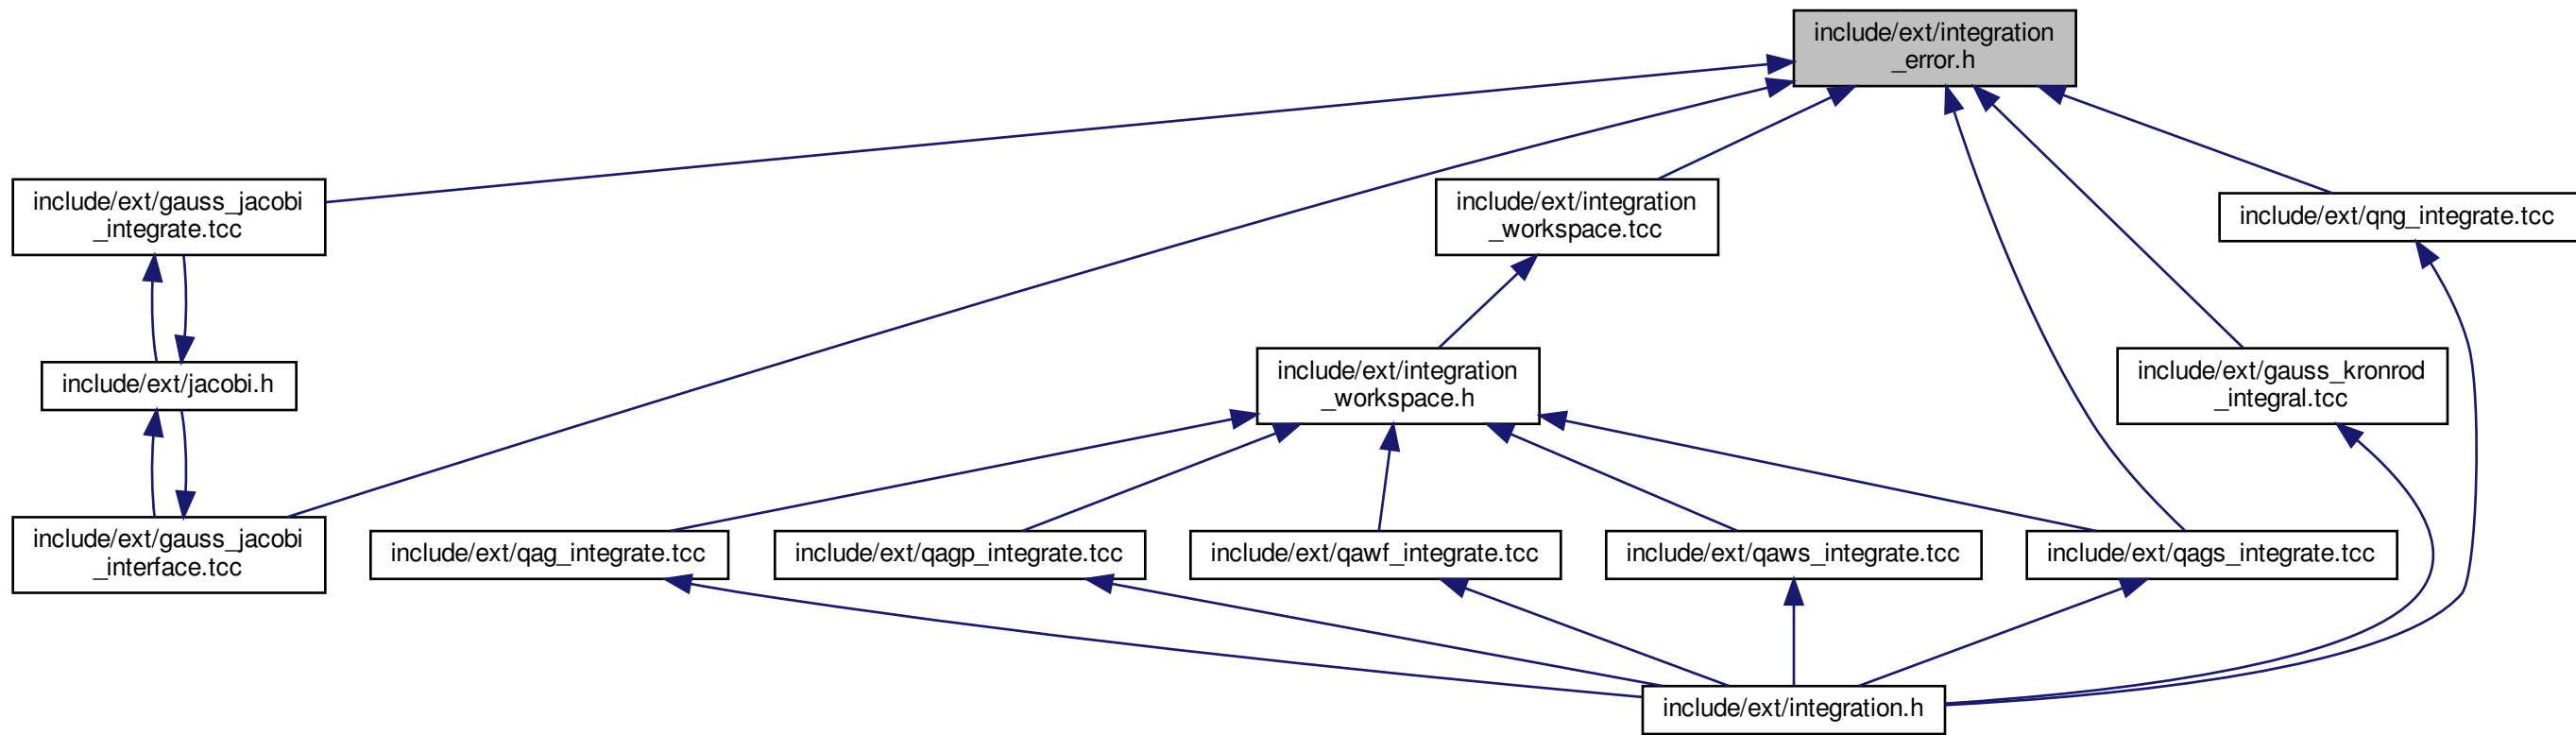 include/ext/integration
_error.h
include/ext/gauss_jacobi
_integrate.tcc
include/ext/integration
_workspace.tcc
include/ext/qng_integrate.tcc
include/ext/jacobi.h
include/ext/integration
_workspace.h
include/ext/gauss_kronrod
_integral.tcc
include/ext/gauss_jacobi
_interface.tcc
include/ext/qag_integrate.tcc
include/ext/qagp_integrate.tcc
include/ext/qawf_integrate.tcc
include/ext/qaws_integrate.tcc
include/ext/qags_integrate.tcc
include/ext/integration.h